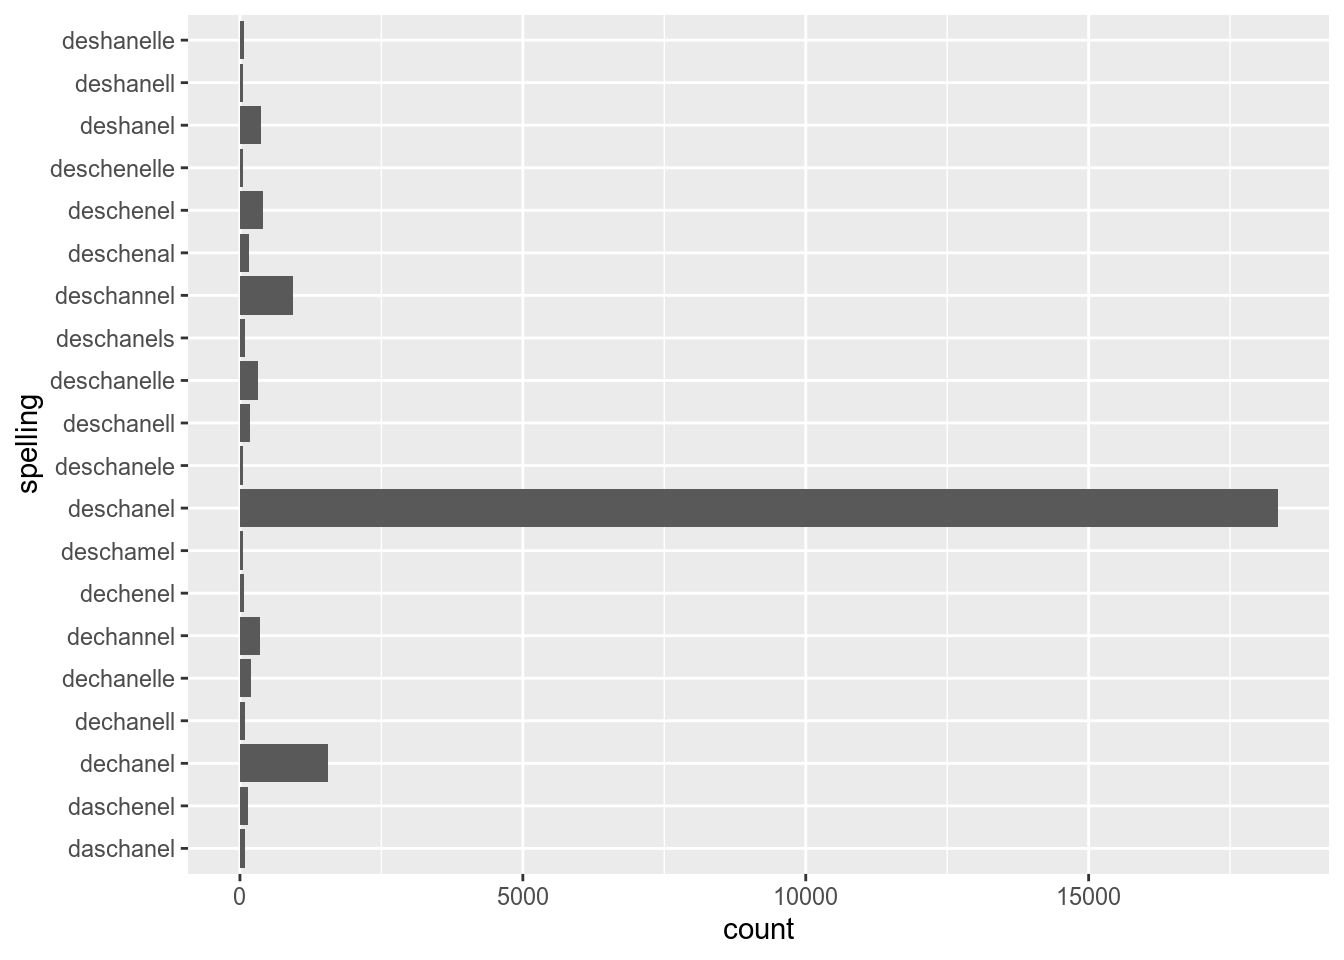 deshanelle
deshanell
deshanel
deschenelle
deschenel
deschenal
deschannel
deschanels
deschanelle
deschanell
deschanele
deschanel
deschamel
dechenel
dechannel
dechanelle
dechanell
dechanel
daschenel
daschanel
spelling
0 5000 10000 15000
count